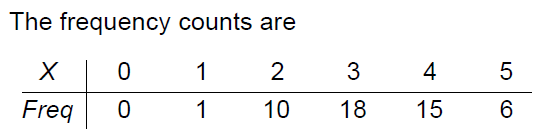 The frequency counts are
X 0 1 2 3 4 5
Freq 0 1 10 18 15 6